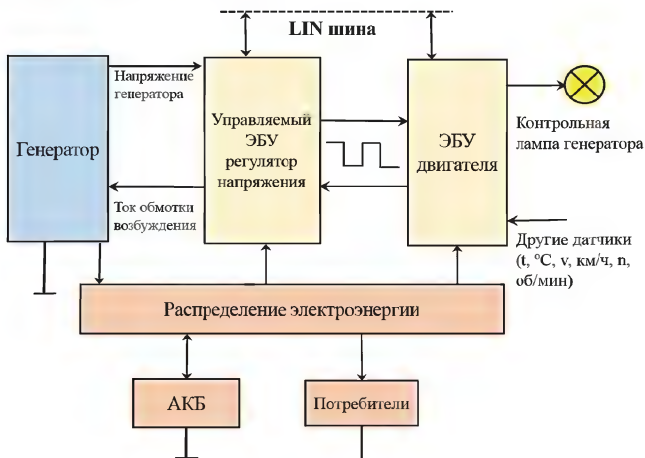 LIN шина
Напряжение
генератора
Генератор
Управляемый
ЭБУ
регулятор
напряжения
ЭБУ
двигателя
Контрольная
лампа генератора
Ток обмотки
возбуждения
Другие датчики
(t, °C, v, км/ч, n,
об/мин)
Распределение электроэнергии
АКБ
Потребители